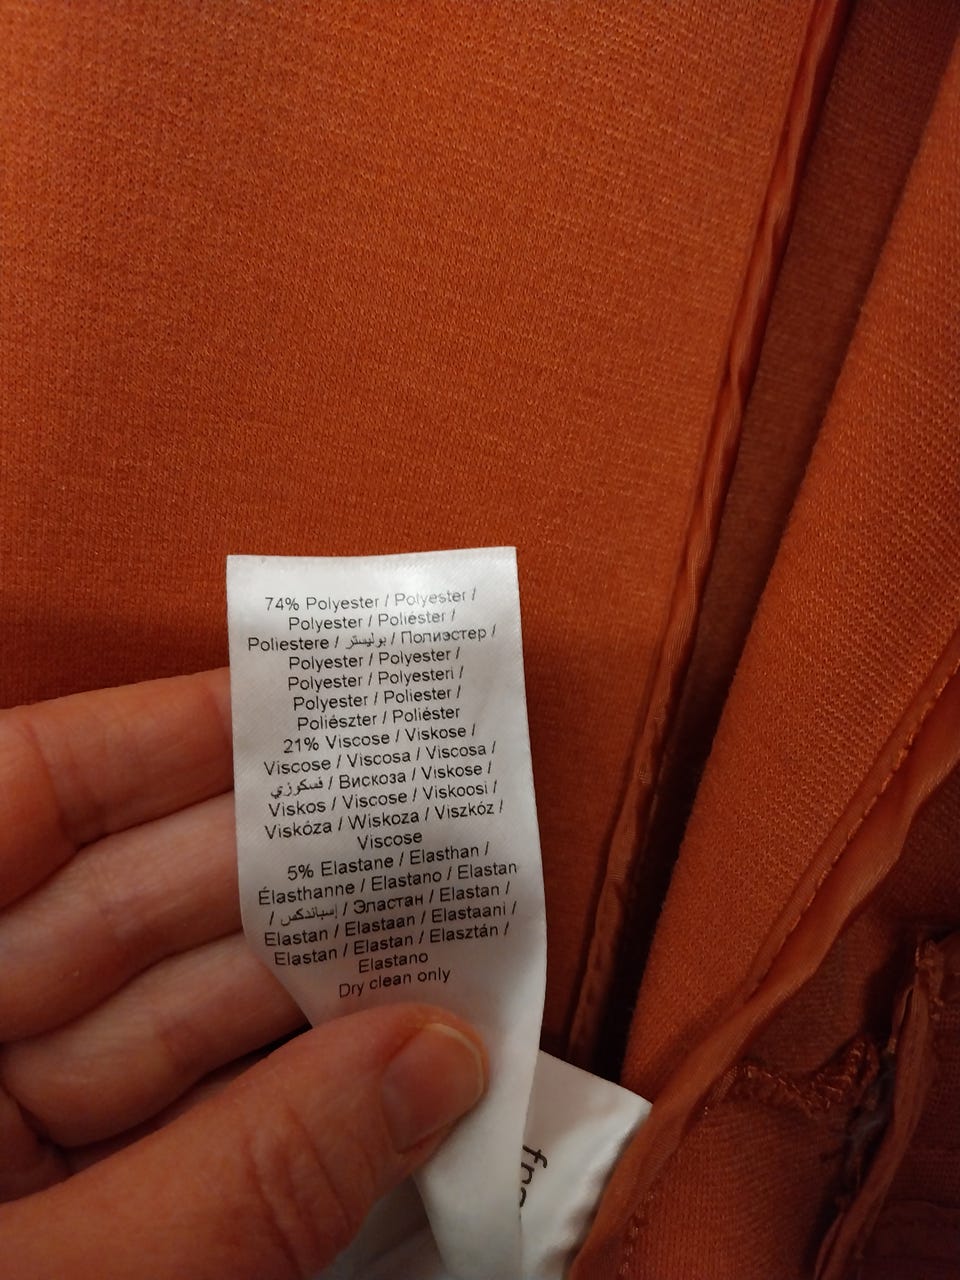 74% Polyester / Polyester /
Polyester / Poliéster /
Poliestere / بوليستر / Полиэстер /
Polyester / Polyester /
Polyester / Polyesteri /
Polyester / Poliester /
Poliészter / Poliéster
21% Viscose / Viskose /
Viscose / Viscosa / Viscosa /
فسكوزي / Вискоза / Viskose /
Viskos / Viscose / Viskoosi /
Viskóza / Wiskoza / Viszkóz /
Viscose
5% Elastane / Elasthan /
Élasthanne / Elastano / Elastan
/ إسباندكس / Эластан / Elastan /
Elastan / Elastaan / Elastaani /
Elastan / Elastan / Elasztán /
Elastano
Dry clean only